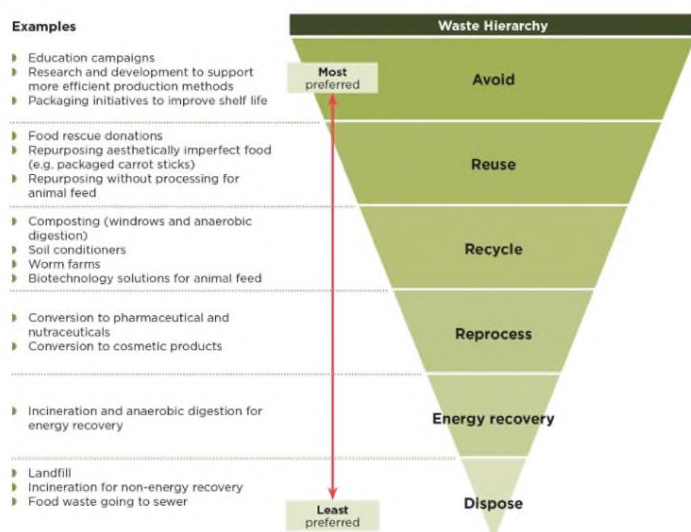 Examples
Waste Hierarchy
Education campaigns
Research and development to support
more efficient production methods
Packaging initiatives to improve shelf life
Most
preferred
Avoid
Food rescue donations
Repurposing aesthetically imperfect food
(e.g. packaged carrot sticks)
Repurposing without processing for
animal feed
Reuse
Composting (windrows and anaerobic
digestion)
Soil conditioners
Worm farms
Biotechnology solutions for animal feed
Recycle
Conversion to pharmaceutical and
nutraceuticals
Conversion to cosmetic products
Reprocess
Incineration and anaerobic digestion for
energy recovery
Energy recovery
Landfill
Incineration for non-energy recovery
Food waste going to sewer
Least
preferred
Dispose